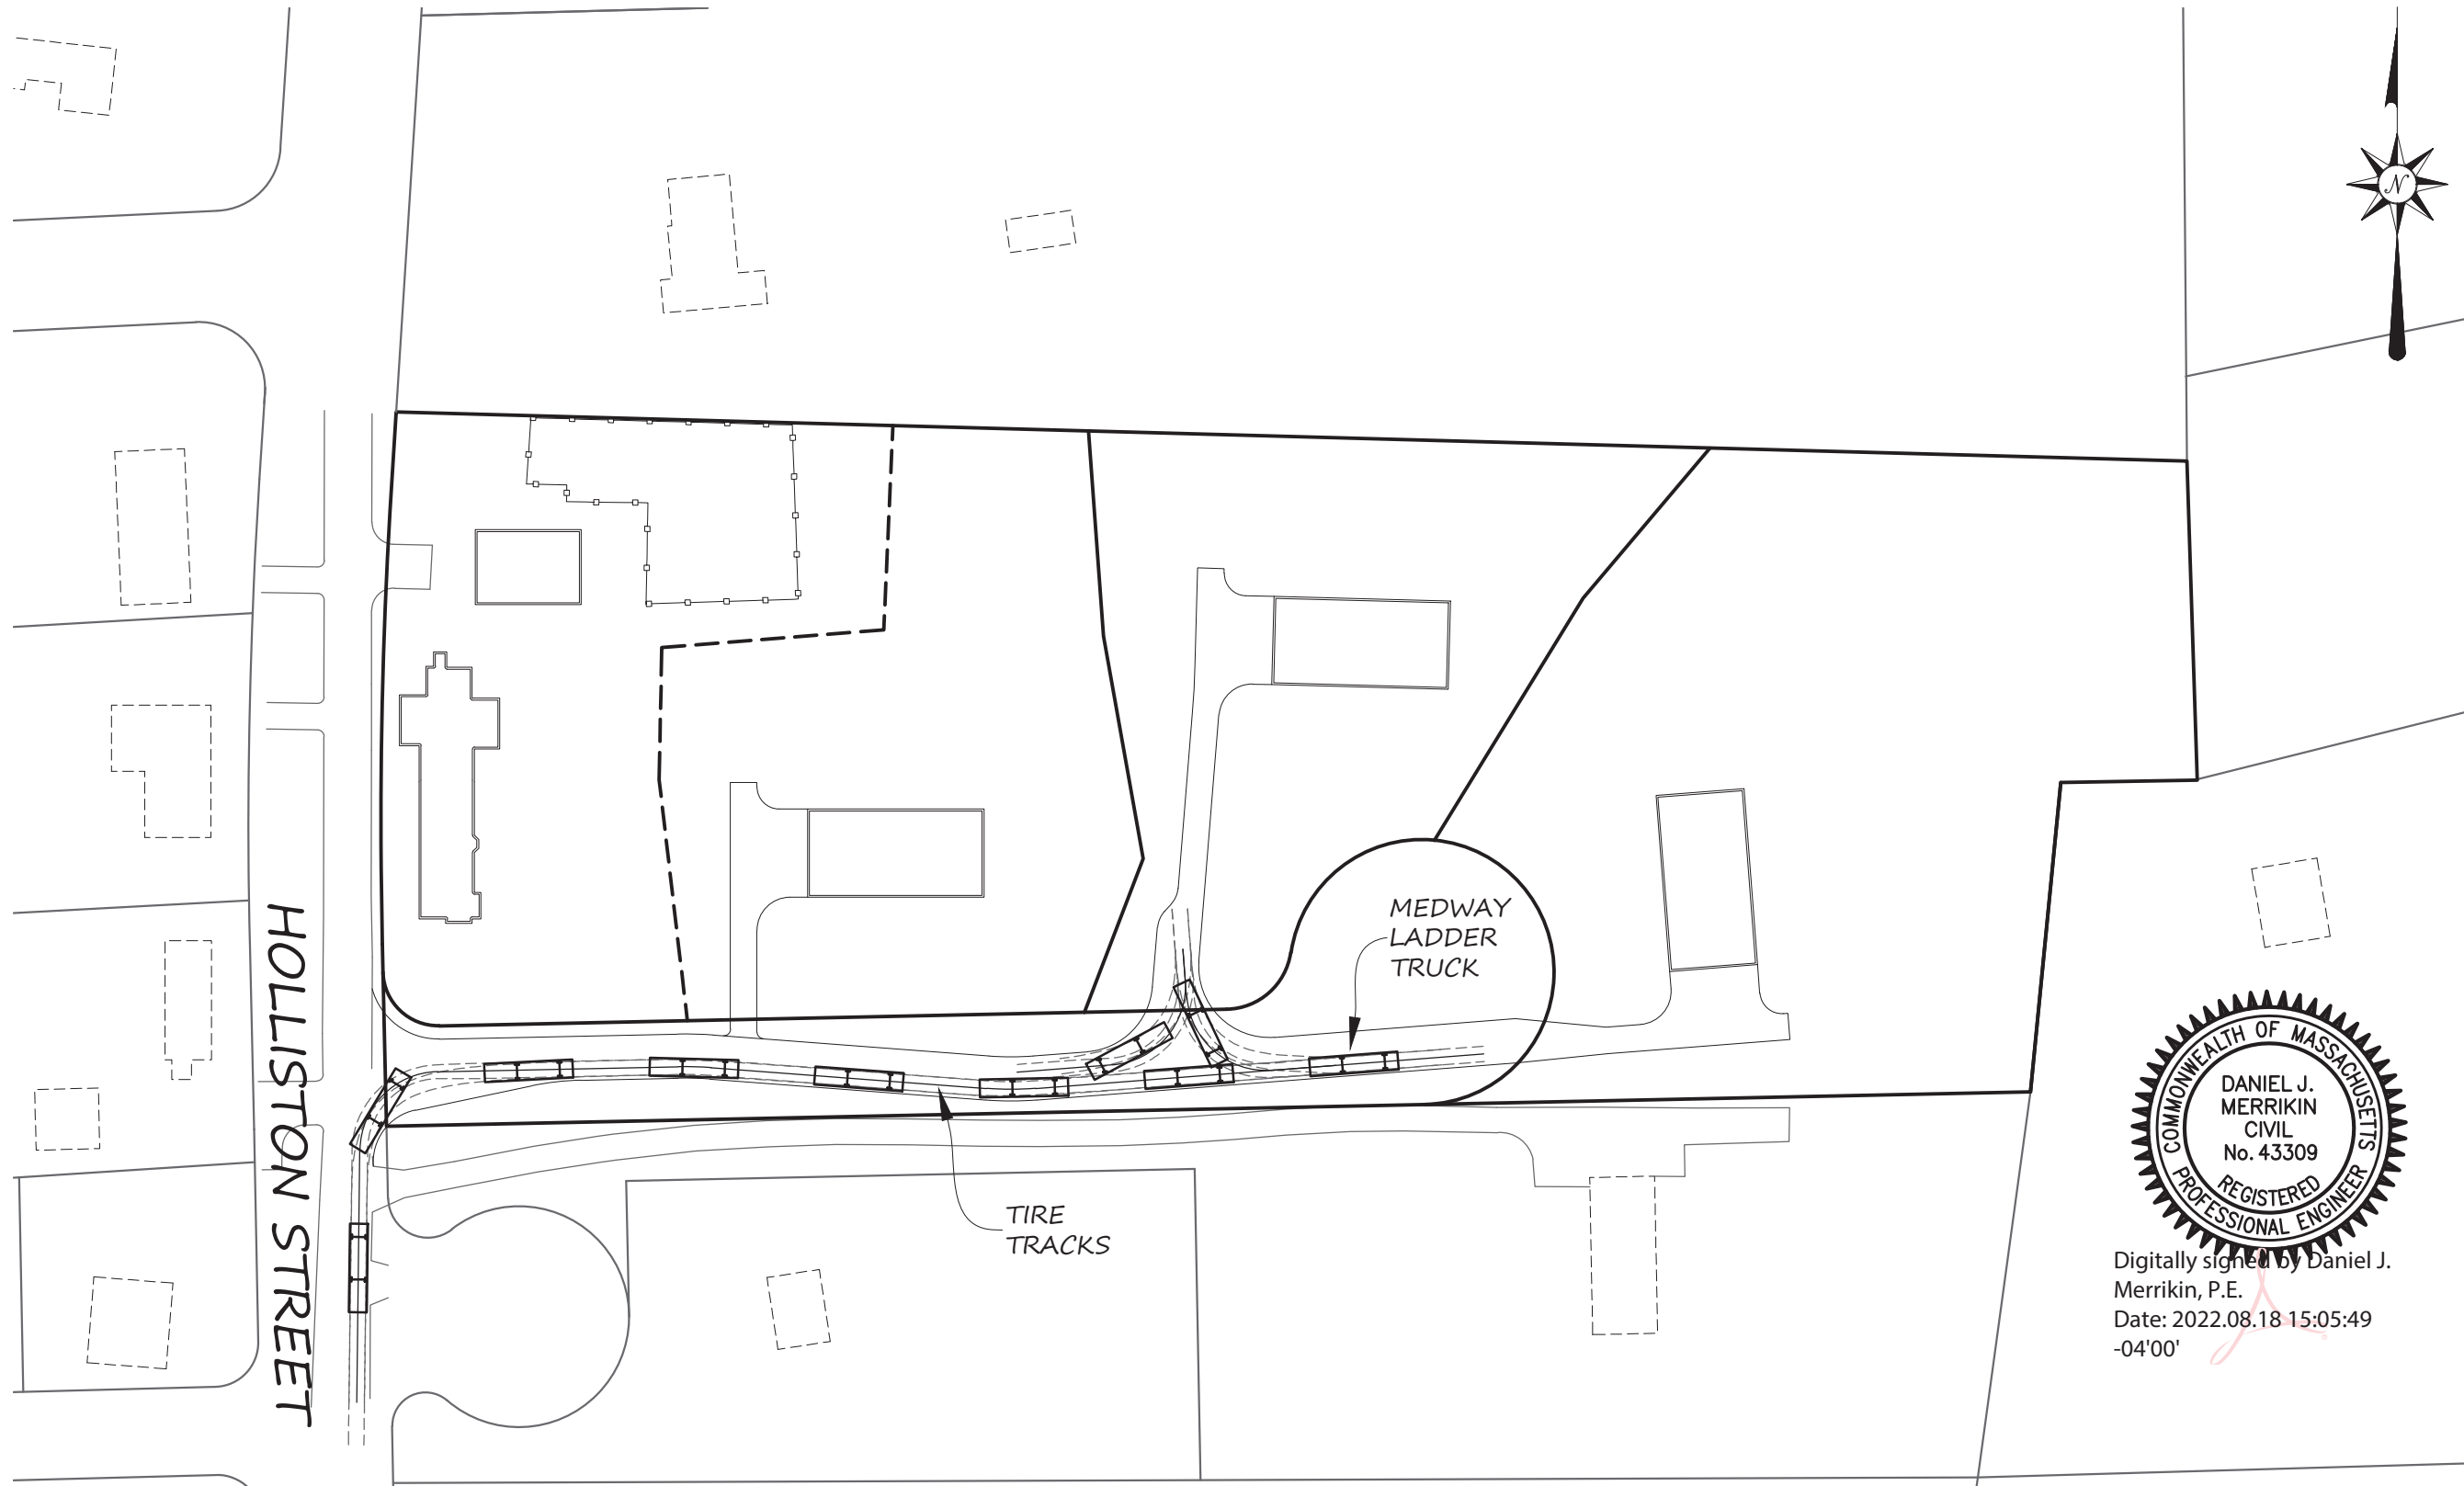 N
HOLLISTON STREET
MEDWAY
LADDER
TRUCK
TIRE
TRACKS
COMMONWEALTH OF MASSACHUSETTS
DANIEL J.
MERRIKIN
CIVIL
No. 43309
REGISTERED
PROFESSIONAL ENGINEER
Digitally signed by Daniel J.
Merrikin, P.E.
Date: 2022.08.18 15:05:49
-04'00'